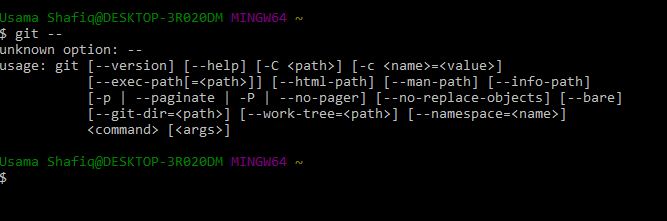 Usama Shafiq@DESKTOP-3R020DM MINGW64 ~
$ git --
unknown option: --
usage: git [--version] [--help] [-C <path>] [-c <name>=<value>]
[--exec-path[=<path>]] [--html-path] [--man-path] [--info-path]
[-p | --paginate | -P | --no-pager] [--no-replace-objects] [--bare]
[--git-dir=<path>] [--work-tree=<path>] [--namespace=<name>]
<command> [<args>]
Usama Shafiq@DESKTOP-3R020DM MINGW64 ~
$